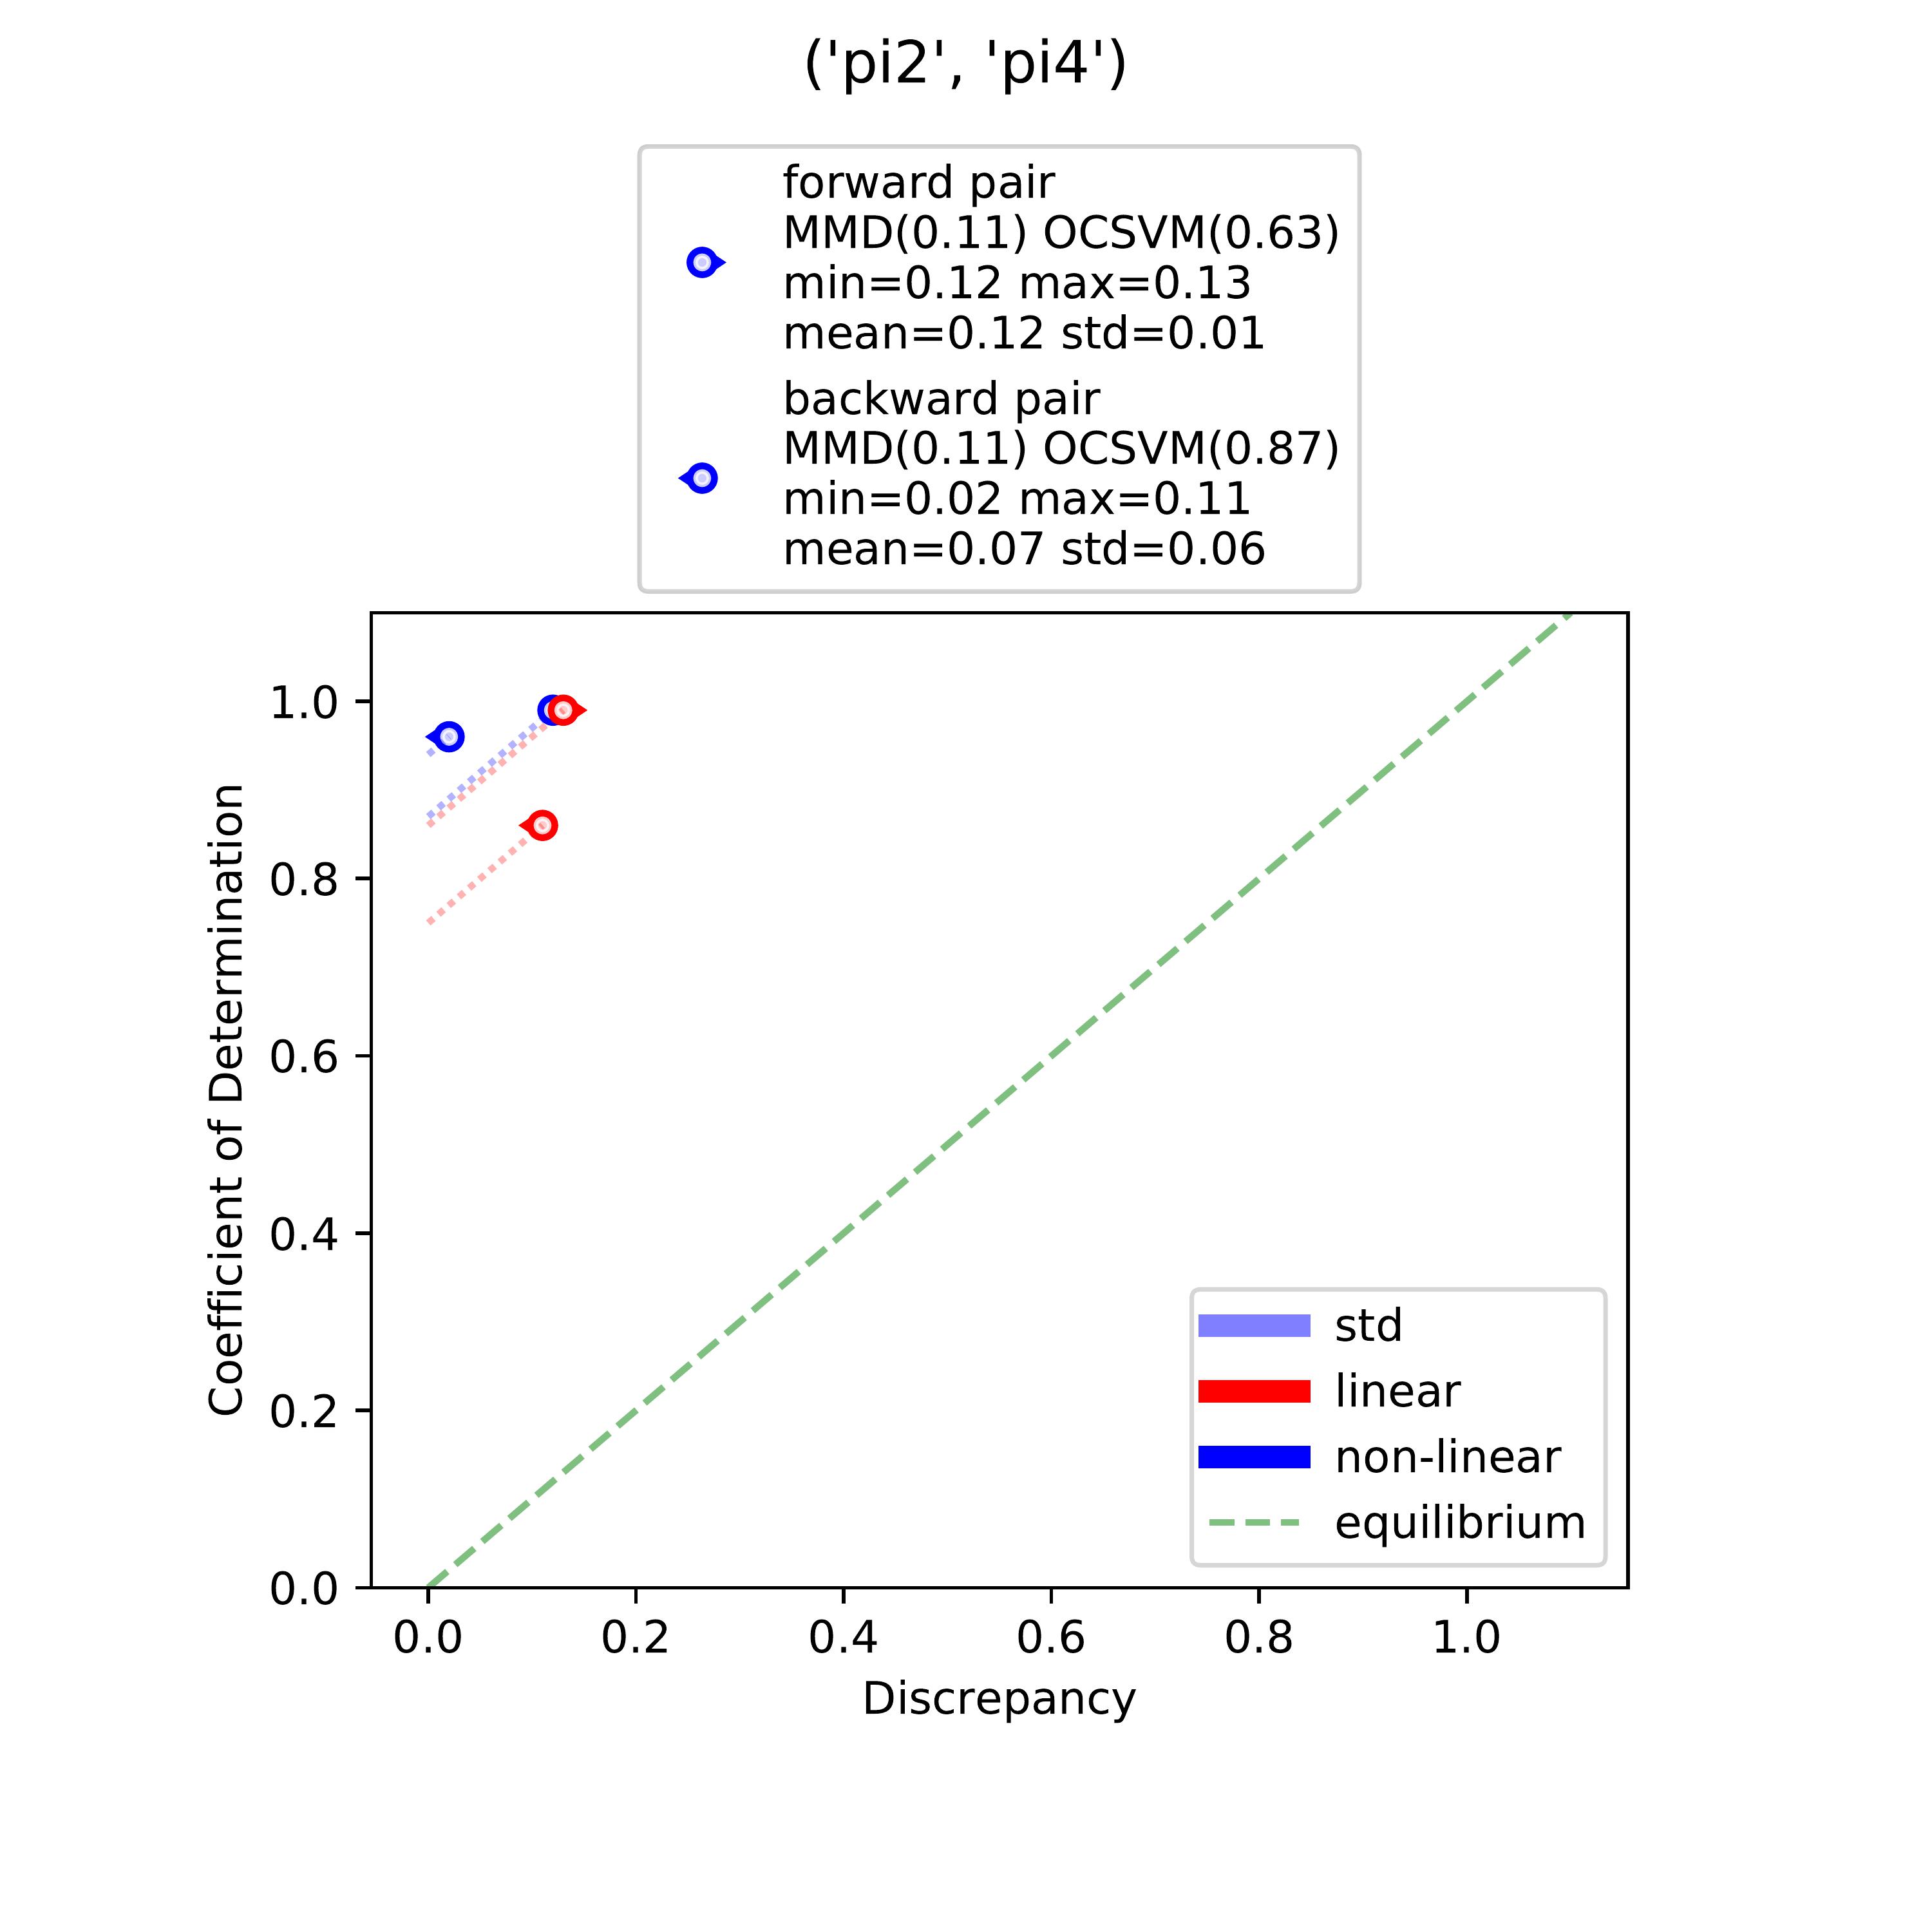 ('pi2', 'pi4')
forward pair
MMD(0.11) OCSVM(0.63)
min=0.12 max=0.13
mean=0.12 std=0.01
backward pair
MMD(0.11) OCSVM(0.87)
min=0.02 max=0.11
mean=0.07 std=0.06
Coefficient of Determination
1.0
0.8
0.6
0.4
0.2
0.0
std
linear
non-linear
equilibrium
0.0 0.2 0.4 0.6 0.8 1.0
Discrepancy